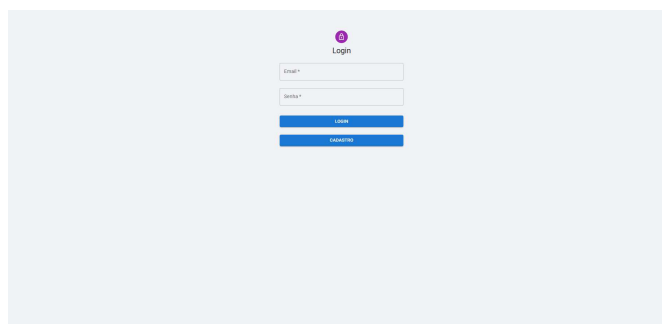 Login
Email *
Senha *
LOGIN
CADASTRO